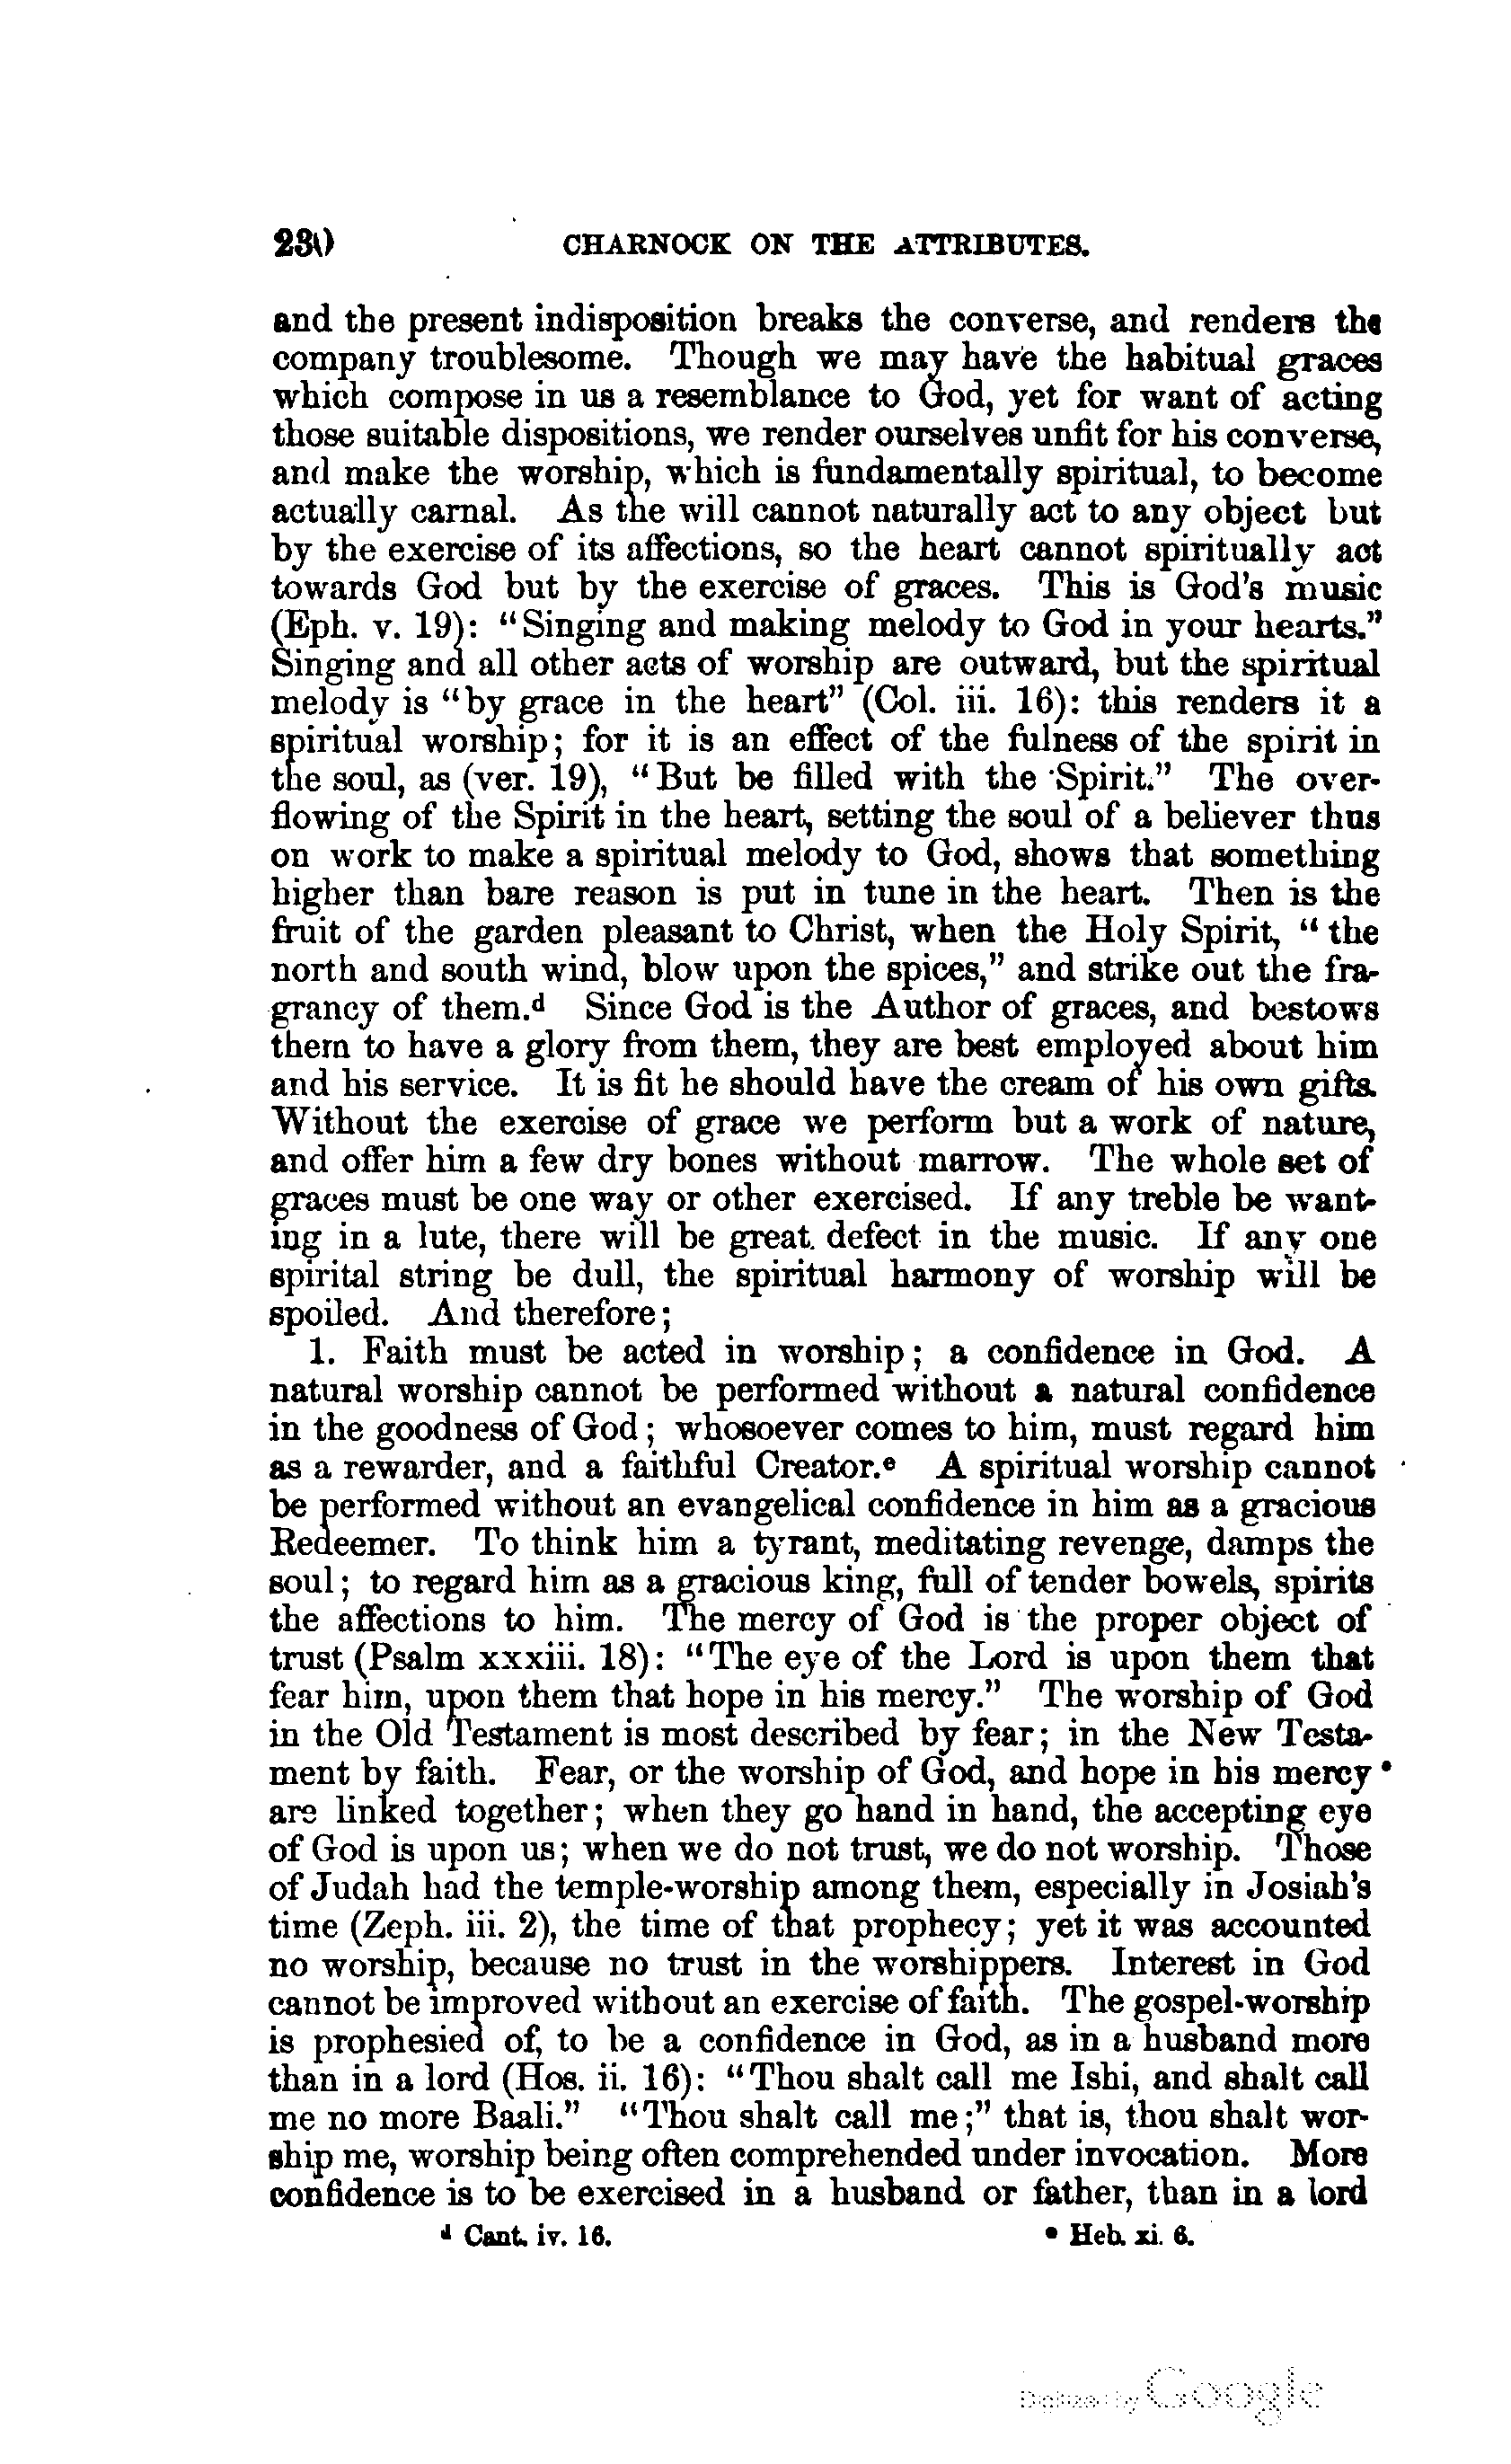 230 CHARNOCK ON THE ATTRIBUTES.
and the present indisposition breaks the converse, and renders the
company troublesome. Though we may have the habitual graces
which compose in us a resemblance to God, yet for want of acting
those suitable dispositions, we render ourselves unfit for his converse,
and make the worship, which is fundamentally spiritual, to become
actually carnal. As the will cannot naturally act to any object but
by the exercise of its affections, so the heart cannot spiritually act
towards God but by the exercise of graces. This is God's music
(Eph. v. 19): "Singing and making melody to God in your hearts."
Singing and all other acts of worship are outward, but the spiritual
melody is "by grace in the heart" (Col. iii. 16): this renders it a
spiritual worship; for it is an effect of the fulness of the spirit in
the soul, as (ver. 19), "But be filled with the Spirit." The over-
flowing of the Spirit in the heart, setting the soul of a believer thus
on work to make a spiritual melody to God, shows that something
higher than bare reason is put in tune in the heart. Then is the
fruit of the garden pleasant to Christ, when the Holy Spirit, "the
north and south wind, blow upon the spices," and strike out the fra-
grancy of them.d Since God is the Author of graces, and bestows
them to have a glory from them, they are best employed about him
and his service. It is fit he should have the cream of his own gifts.
Without the exercise of grace we perform but a work of nature,
and offer him a few dry bones without marrow. The whole set of
graces must be one way or other exercised. If any treble be want-
ing in a lute, there will be great defect in the music. If any one
spirital string be dull, the spiritual harmony of worship will be
spoiled. And therefore;
1. Faith must be acted in worship; a confidence in God. A
natural worship cannot be performed without a natural confidence
in the goodness of God; whosoever comes to him, must regard him
as a rewarder, and a faithful Creator.e A spiritual worship cannot
be performed without an evangelical confidence in him as a gracious
Redeemer. To think him a tyrant, meditating revenge, damps the
soul; to regard him as a gracious king, full of tender bowels, spirits
the affections to him. The mercy of God is the proper object of
trust (Psalm xxxiii. 18): "The eye of the Lord is upon them that
fear him, upon them that hope in his mercy." The worship of God
in the Old Testament is most described by fear; in the New Testa-
ment by faith. Fear, or the worship of God, and hope in his mercy
are linked together; when they go hand in hand, the accepting eye
of God is upon us; when we do not trust, we do not worship. Those
of Judah had the temple-worship among them, especially in Josiah's
time (Zeph. iii. 2), the time of that prophecy; yet it was accounted
no worship, because no trust in the worshippers. Interest in God
cannot be improved without an exercise of faith. The gospel-worship
is prophesied of, to be a confidence in God, as in a husband more
than in a lord (Hos. ii. 16): "Thou shalt call me Ishi, and shalt call
me no more Baali." "Thou shalt call me;" that is, thou shalt wor-
ship me, worship being often comprehended under invocation. More
confidence is to be exercised in a husband or father, than in a lord
d Cant. iv. 16. e Heb. xi. 6.
Digitized by Google